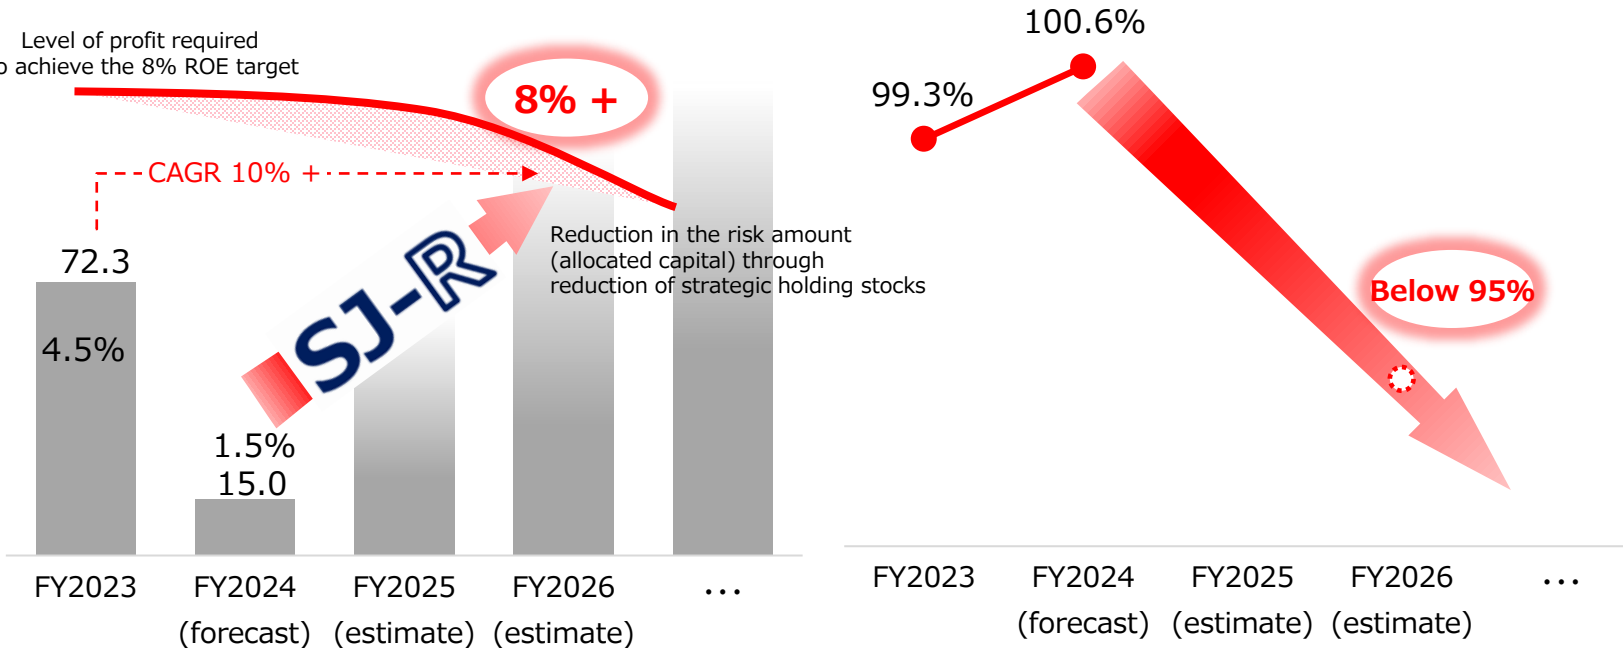 Level of profit required
o achieve the 8% ROE target
8% +
CAGR 10% +
72.3
4.5%
SJ-R
Reduction in the risk amount
(allocated capital) through
reduction of strategic holding stocks
1.5%
15.0
FY2023 FY2024 FY2025 FY2026 ...
(forecast) (estimate) (estimate)
100.6%
99.3%
Below 95%
FY2023 FY2024 FY2025 FY2026 ...
(forecast) (estimate) (estimate)